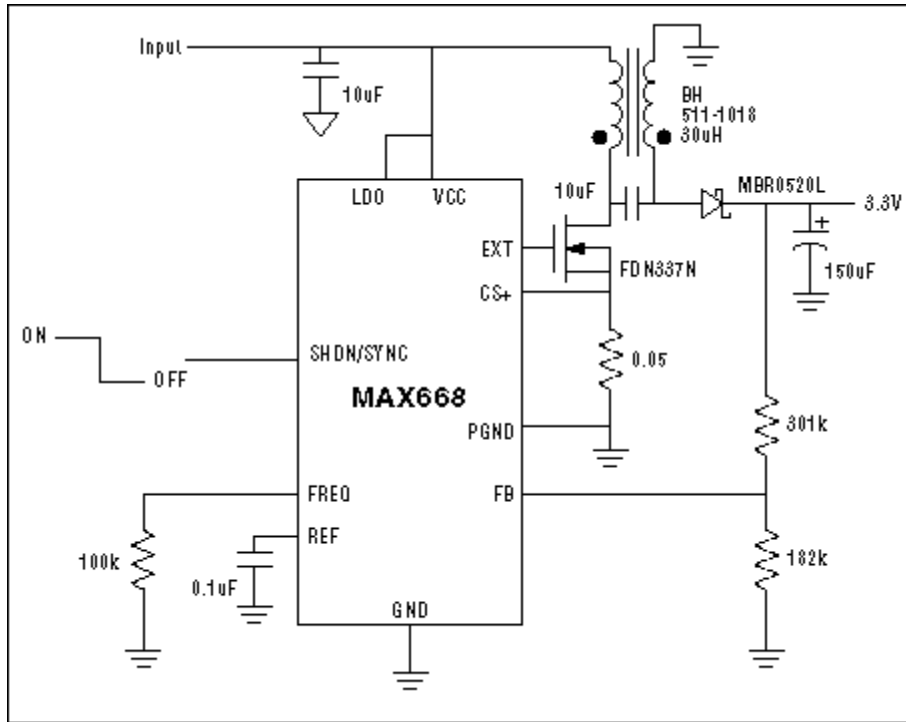 Input
10uF
BH
511-1018
30uH
LDO
VCC
10uF
MBR0520L
3.3V
EXT
FDN337N
150uF
CS+
ON
OFF
SHDN/SYNC
0.05
MAX668
PGND
301k
FREQ
FB
REF
100k
0.1uF
182k
GND